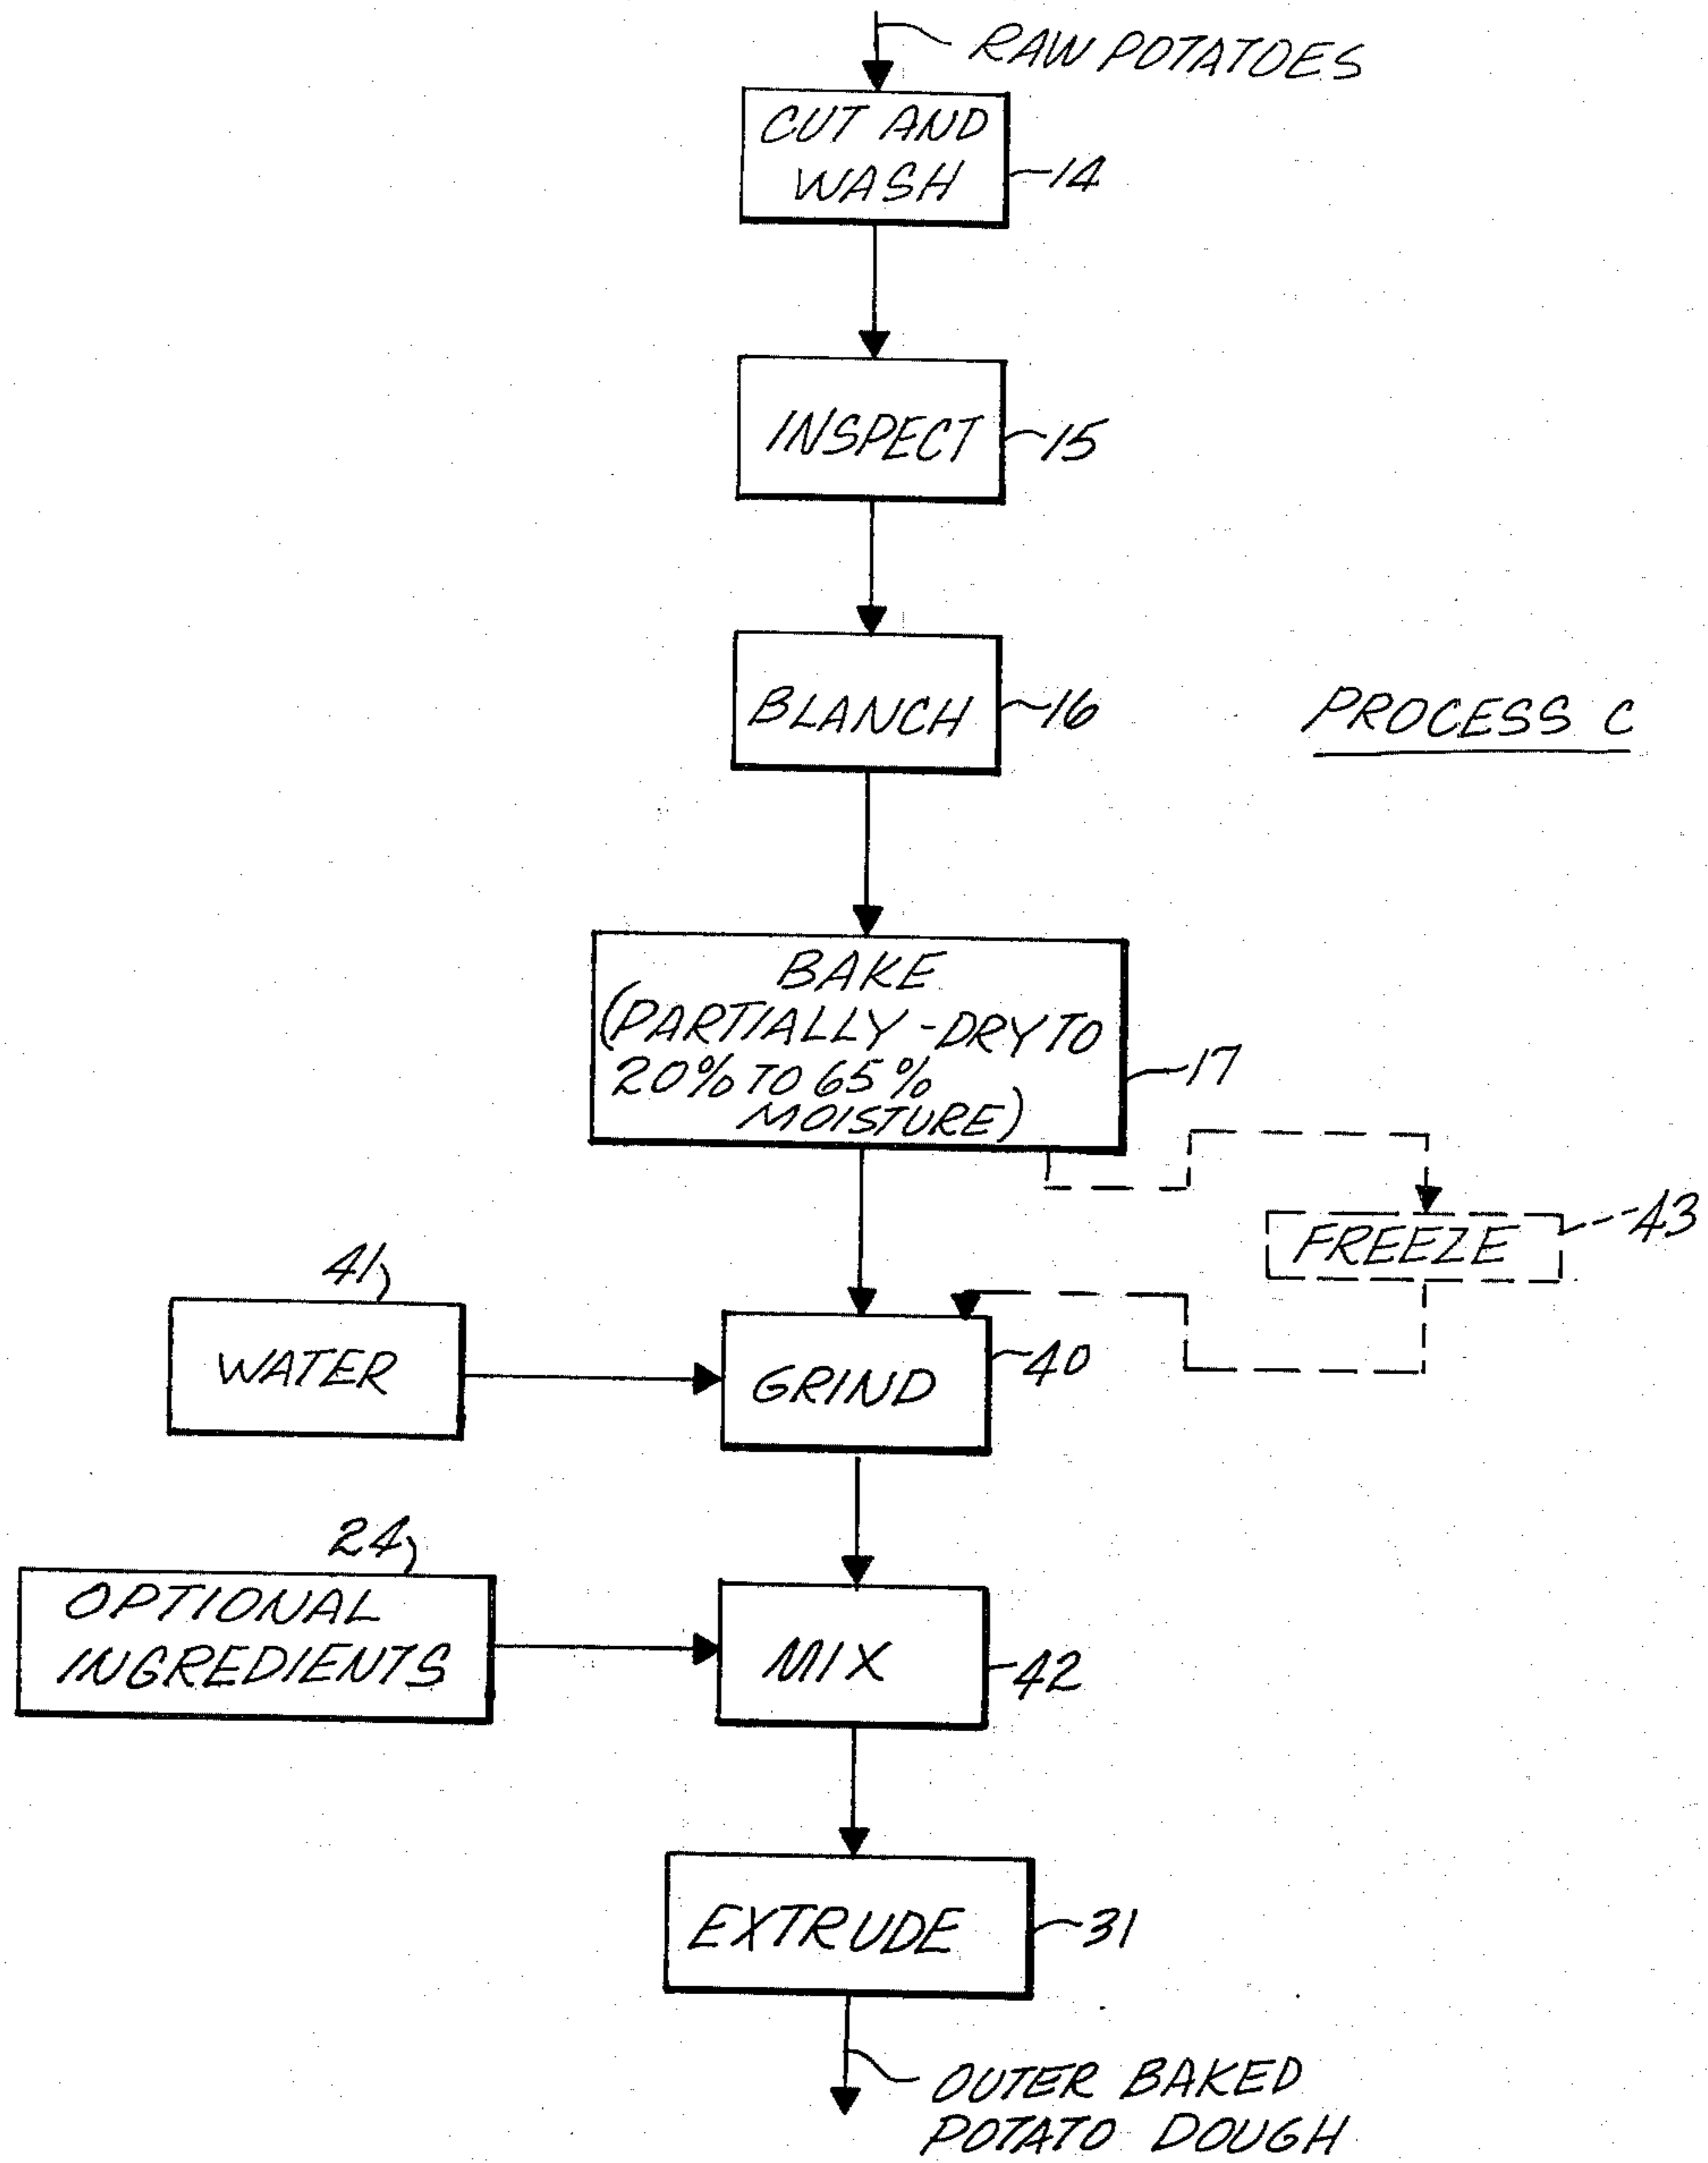 RAW POTATOES
CUT AND
WASH
14
INSPECT
15
BLANCH
16
PROCESS C
BAKE
(PARTIALLY-DRY TO
20% TO 65%
MOISTURE)
17
FREEZE
43
41
WATER
GRIND
40
24
OPTIONAL
INGREDIENTS
MIX
42
EXTRUDE
31
OUTER BAKED
POTATO DOUGH